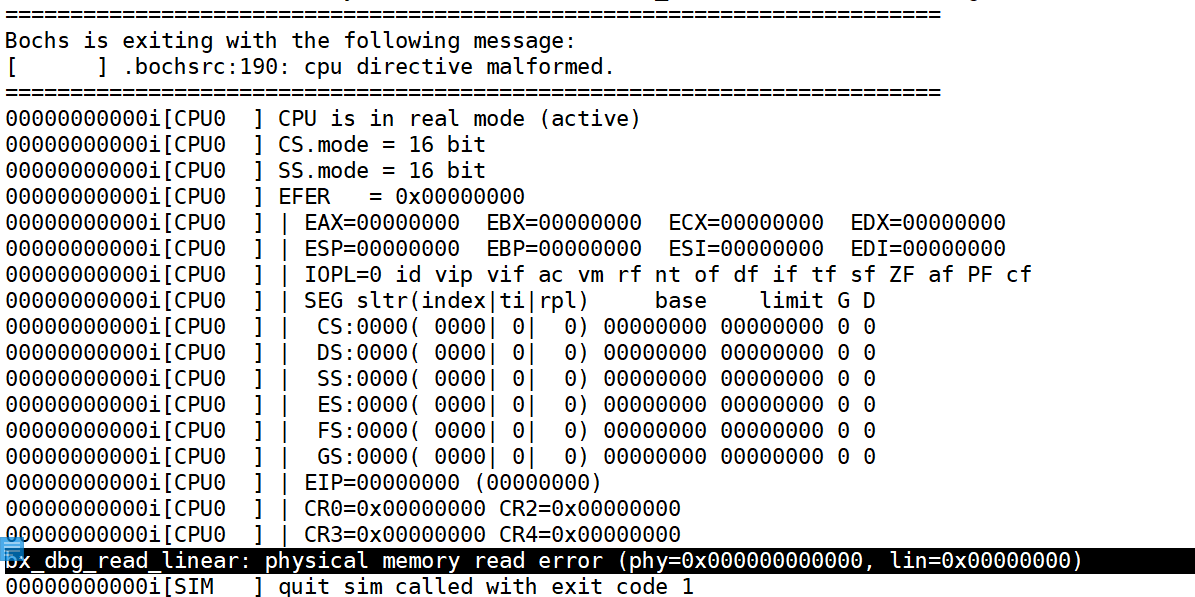 ========================================================================
Bochs is exiting with the following message:
[      ] .bochsrc:190: cpu directive malformed.
========================================================================
00000000000i[CPU0  ] CPU is in real mode (active)
00000000000i[CPU0  ] CS.mode = 16 bit
00000000000i[CPU0  ] SS.mode = 16 bit
00000000000i[CPU0  ] EFER   = 0x00000000
00000000000i[CPU0  ] | EAX=00000000  EBX=00000000  ECX=00000000  EDX=00000000
00000000000i[CPU0  ] | ESP=00000000  EBP=00000000  ESI=00000000  EDI=00000000
00000000000i[CPU0  ] | IOPL=0 id vip vif ac vm rf nt of df if tf sf ZF af PF cf
00000000000i[CPU0  ] | SEG sltr(index|ti|rpl)     base    limit G D
00000000000i[CPU0  ] |  CS:0000( 0000| 0|  0) 00000000 00000000 0 0
00000000000i[CPU0  ] |  DS:0000( 0000| 0|  0) 00000000 00000000 0 0
00000000000i[CPU0  ] |  SS:0000( 0000| 0|  0) 00000000 00000000 0 0
00000000000i[CPU0  ] |  ES:0000( 0000| 0|  0) 00000000 00000000 0 0
00000000000i[CPU0  ] |  FS:0000( 0000| 0|  0) 00000000 00000000 0 0
00000000000i[CPU0  ] |  GS:0000( 0000| 0|  0) 00000000 00000000 0 0
00000000000i[CPU0  ] | EIP=00000000 (00000000)
00000000000i[CPU0  ] | CR0=0x00000000 CR2=0x00000000
00000000000i[CPU0  ] | CR3=0x00000000 CR4=0x00000000
bx_dbg_read_linear: physical memory read error (phy=0x000000000000, lin=0x00000000)
00000000000i[SIM   ] quit_sim called with exit code 1